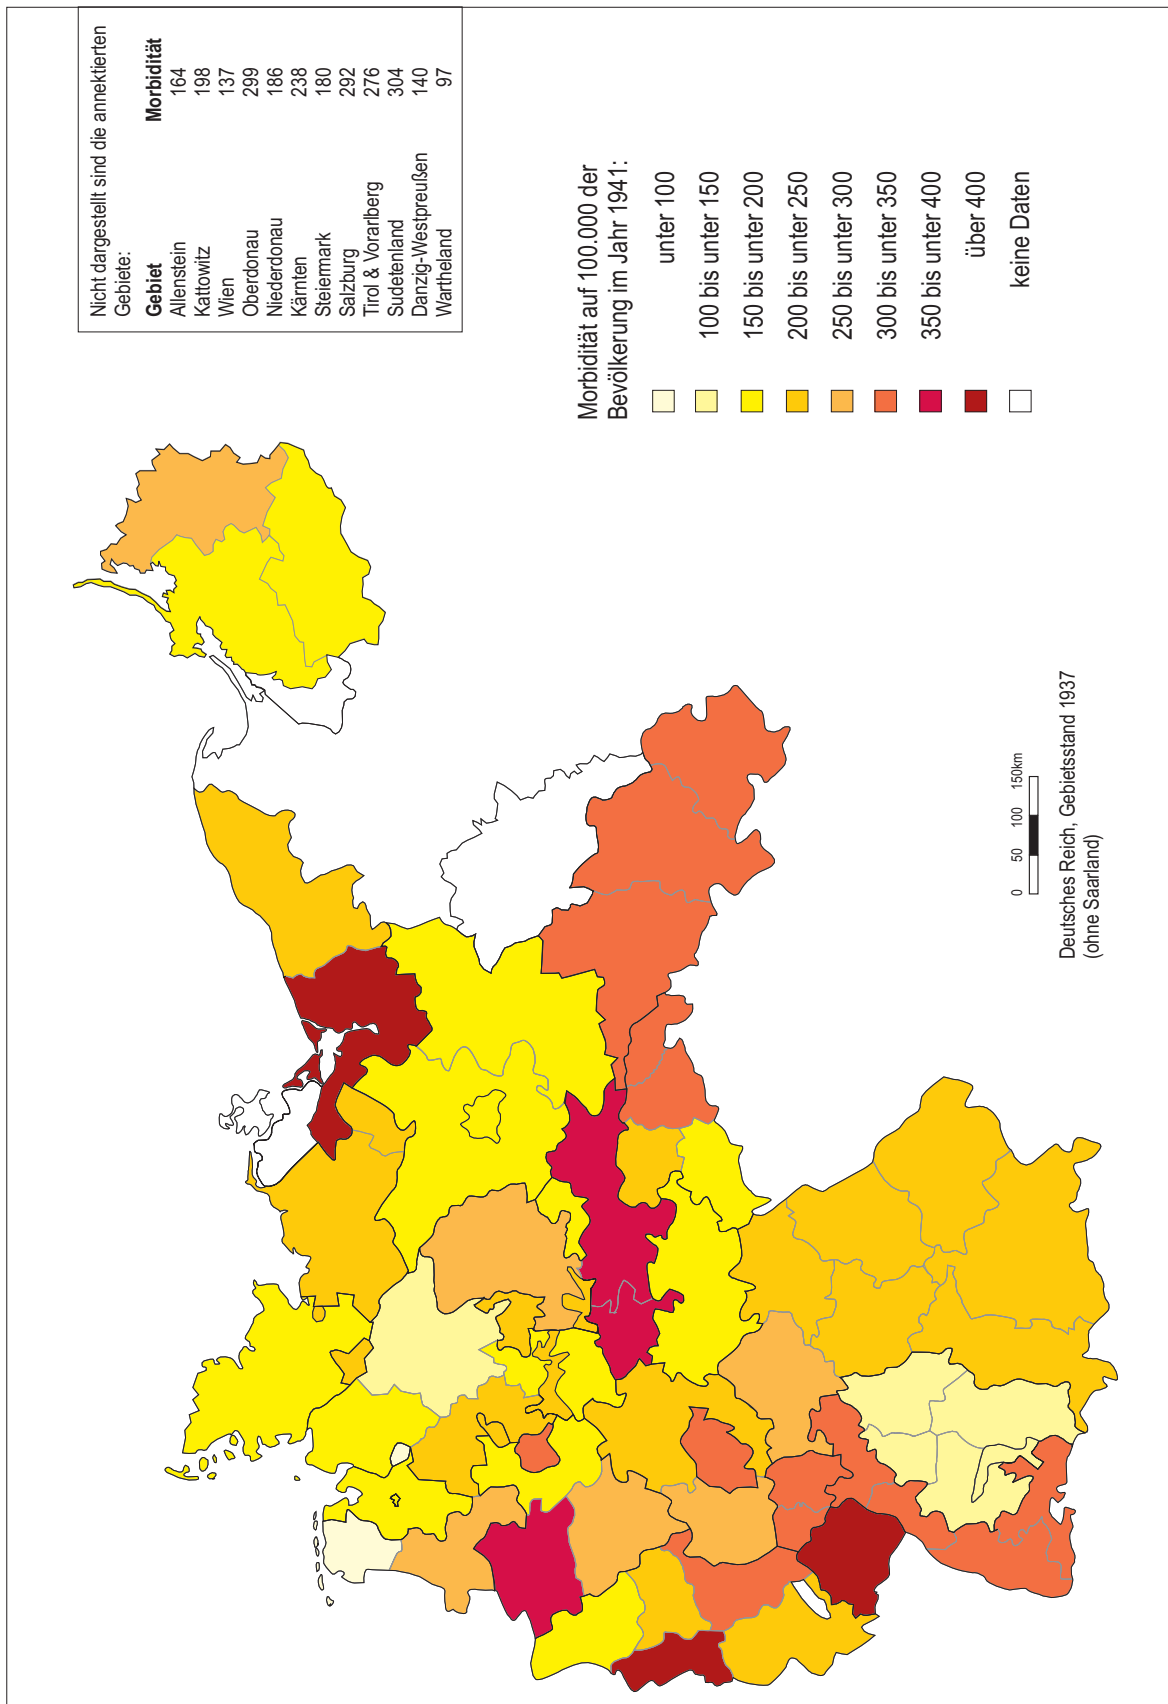 Nicht dargestellt sind die annektierten
Gebiete:
Gebiet Morbidität
Allenstein 164
Kattowitz 198
Wien 137
Oberdonau 299
Niederdonau 186
Kärnten 238
Steiermark 180
Salzburg 292
Tirol & Vorarlberg 276
Sudetenland 304
Danzig-Westpreußen 140
Wartheland 97
Morbidität auf 100.000 der
Bevölkerung im Jahr 1941:
unter 100
100 bis unter 150
150 bis unter 200
200 bis unter 250
250 bis unter 300
300 bis unter 350
350 bis unter 400
über 400
keine Daten
0 50 100 150km
Deutsches Reich, Gebietsstand 1937
(ohne Saarland)